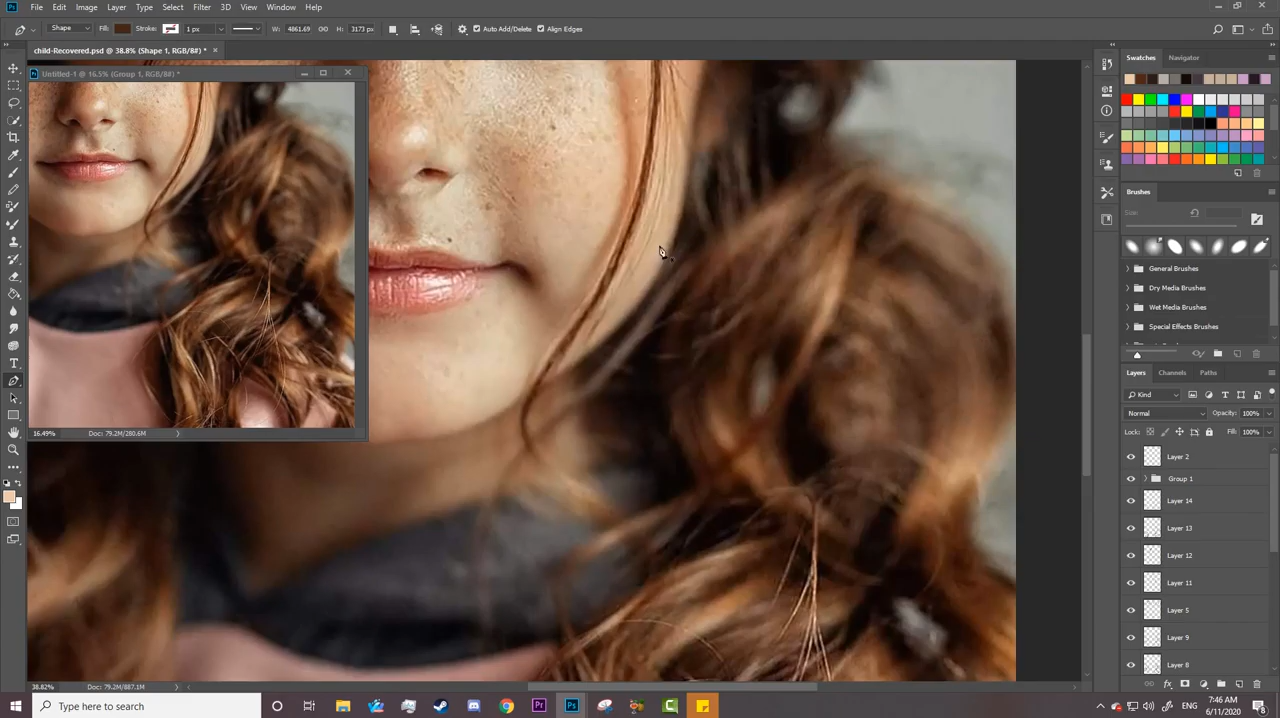 File Edit Image Layer Type Select Filter 3D View Window Help
Shape Fill: Stroke: 1 px W: 4861.69 H: 3173 px Auto Add/Delete Align Edges
child-Recovered.psd @ 38.8% (Shape 1, RGB/8#) *
Untitled-1 @ 16.5% (Group 1, RGB/8#) *
16.49% Doc: 79.2M/280.6M
38.82% Doc: 79.2M/887.1M
Swatches Navigator
Brushes
Size:
General Brushes
Dry Media Brushes
Wet Media Brushes
Special Effects Brushes
Layers Channels Paths
Kind
Normal Opacity: 100%
Lock: Fill: 100%
Layer 2
Group 1
Layer 14
Layer 13
Layer 12
Layer 11
Layer 5
Layer 9
Layer 8
Type here to search
7:46 AM
6/11/2020